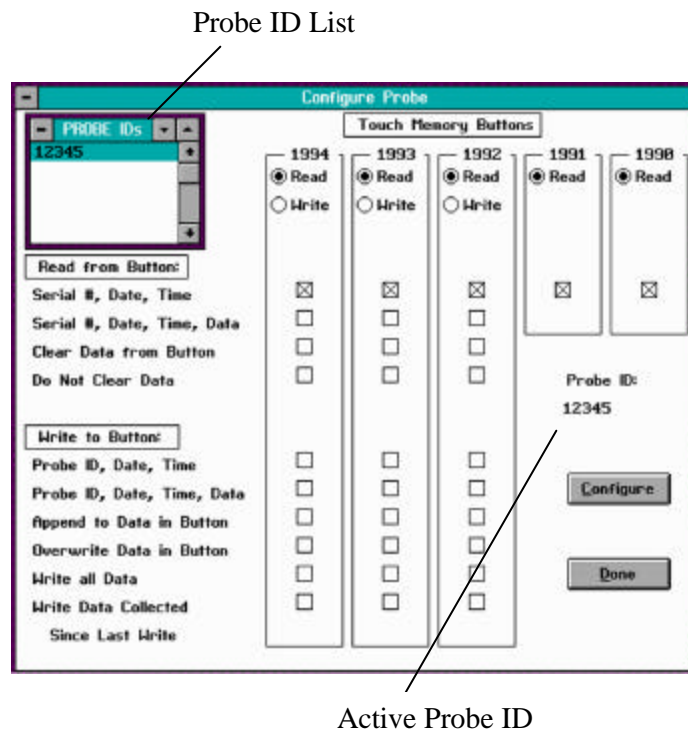 Probe ID List
Configure Probe
PROBE IDs
12345
Touch Memory Buttons
1994 1993 1992 1991 1990
Read Read Read Read Read
Write Write Write
Read from Button:
Serial #, Date, Time
Serial #, Date, Time, Data
Clear Data from Button
Do Not Clear Data
Probe ID:
12345
Write to Button:
Probe ID, Date, Time
Probe ID, Date, Time, Data
Append to Data in Button
Overwrite Data in Button
Write all Data
Write Data Collected
Since Last Write
Configure
Done
Active Probe ID